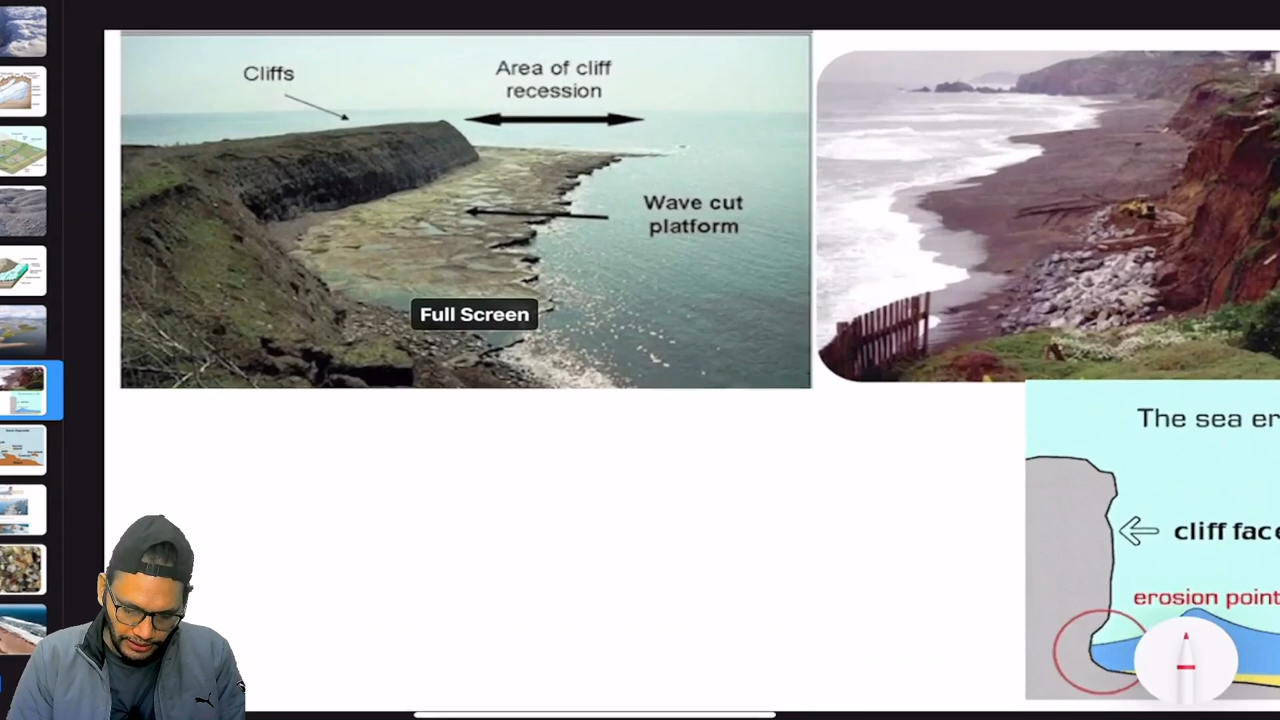 Cliffs
Area of cliff
recession
Wave cut
platform
Full Screen
The sea er
cliff face
erosion point